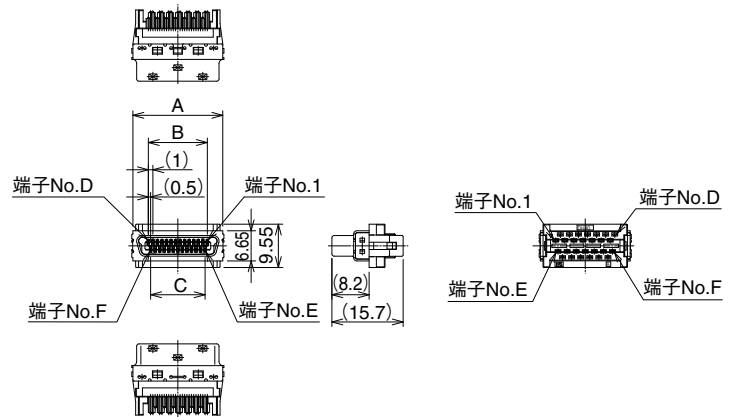 A
B
(1)
(0.5)
端子No.D
端子No.1
6.65
9.55
C
端子No.F
端子No.E
(8.2)
(15.7)
端子No.1
端子No.D
端子No.E
端子No.F